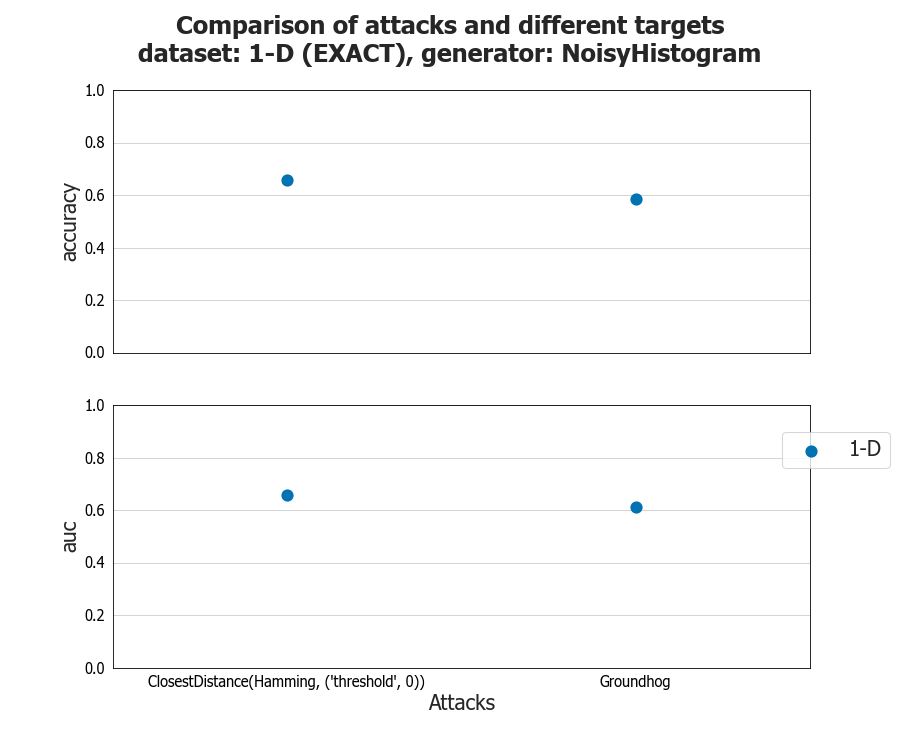 Comparison of attacks and different targets
dataset: 1-D (EXACT), generator: NoisyHistogram
1.0
0.8
0.6
0.4
0.2
0.0
accuracy
1.0
0.8
0.6
0.4
0.2
0.0
auc
1-D
ClosestDistance(Hamming, ('threshold', 0))
Groundhog
Attacks